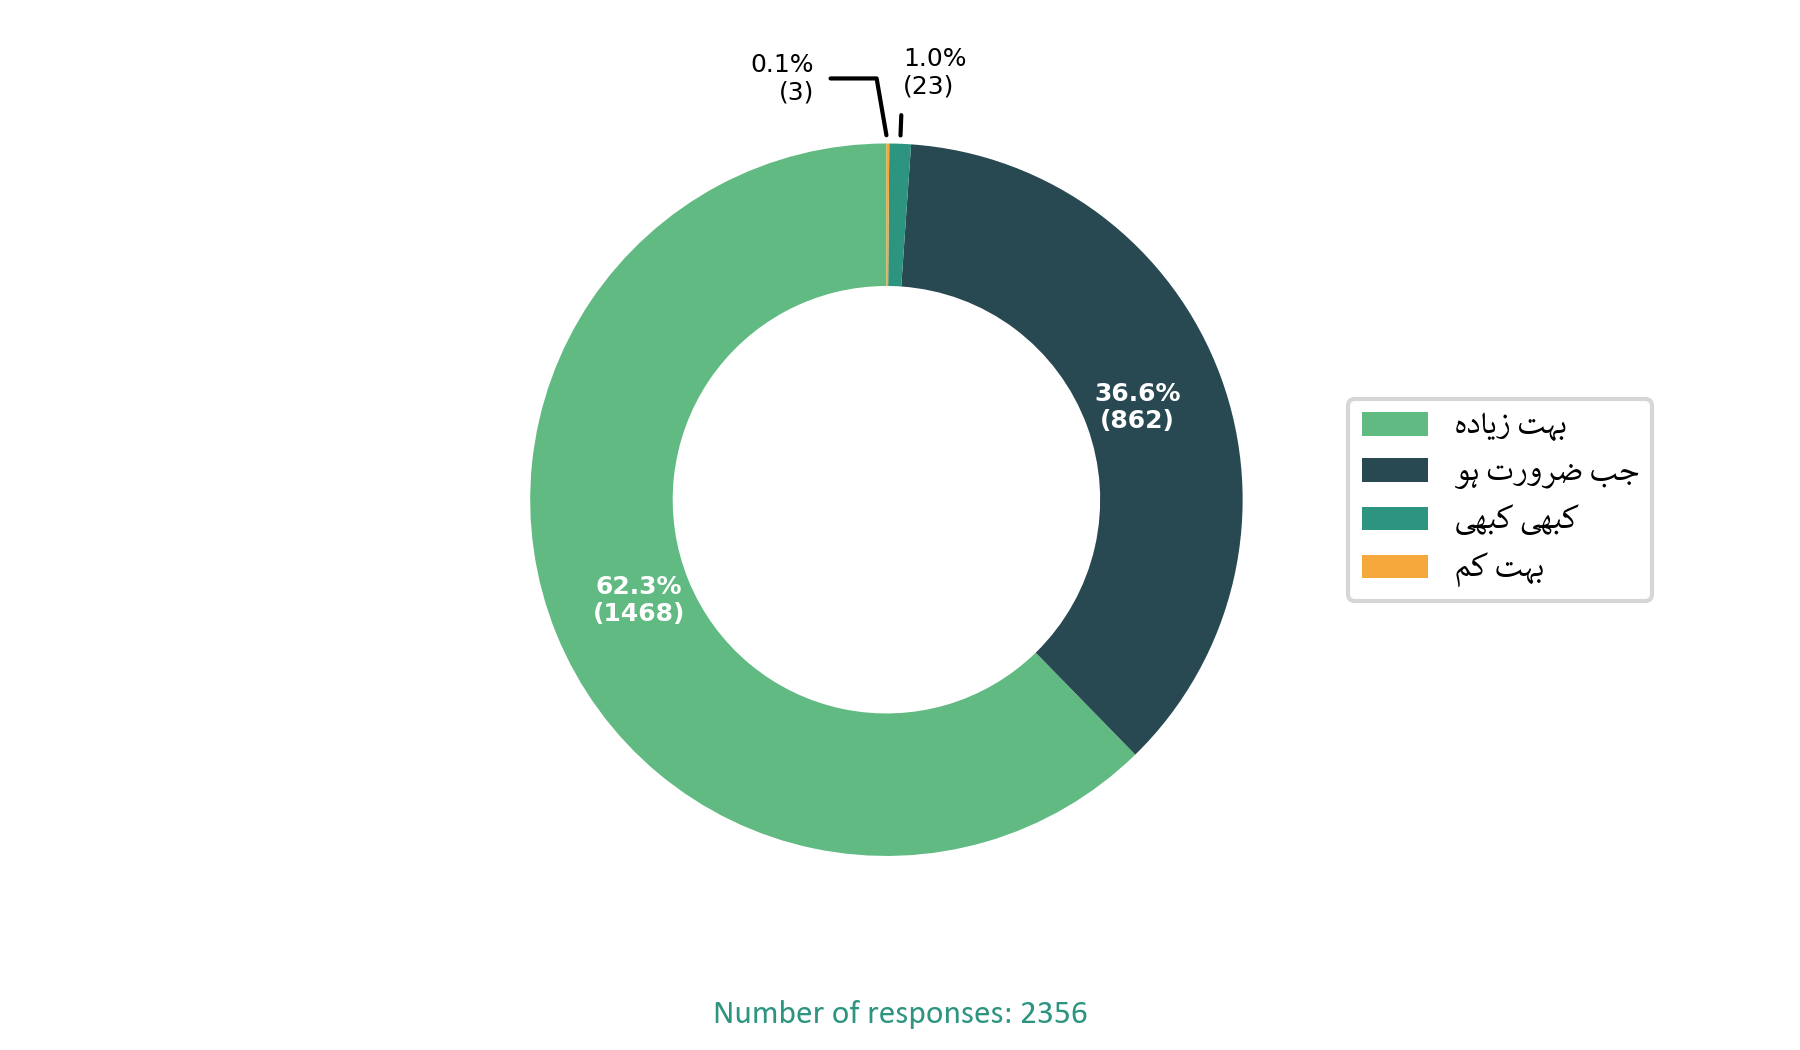 0.1%
(3)
1.0%
(23)
36.6%
(862)
62.3%
(1468)
بہت زیادہ
جب ضرورت ہو
کبھی کبھی
بہت کم
Number of responses: 2356